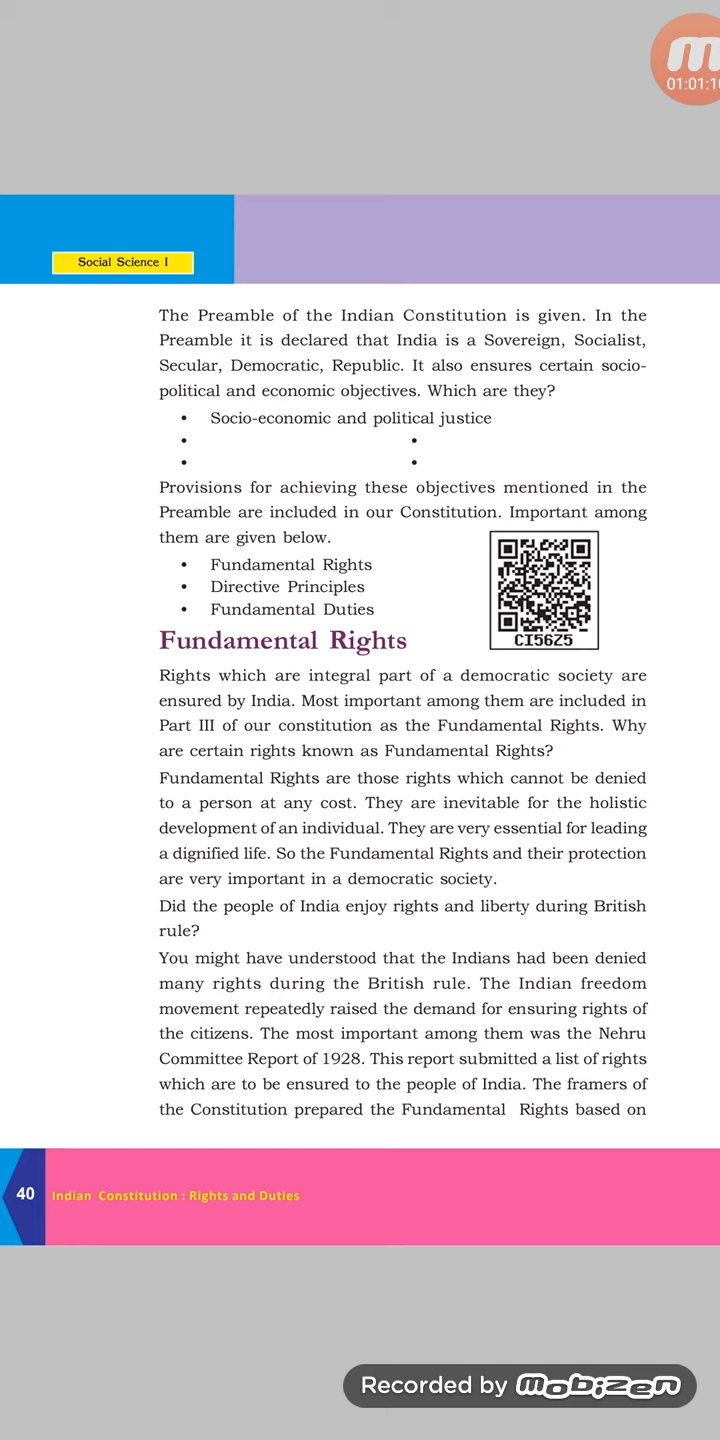 01:01:10
Social Science I
The Preamble of the Indian Constitution is given. In the
Preamble it is declared that India is a Sovereign, Socialist,
Secular, Democratic, Republic. It also ensures certain socio-
political and economic objectives. Which are they?
• Socio-economic and political justice
• •
• •
Provisions for achieving these objectives mentioned in the
Preamble are included in our Constitution. Important among
them are given below.
• Fundamental Rights
• Directive Principles
• Fundamental Duties
CI56Z5
Fundamental Rights
Rights which are integral part of a democratic society are
ensured by India. Most important among them are included in
Part III of our constitution as the Fundamental Rights. Why
are certain rights known as Fundamental Rights?
Fundamental Rights are those rights which cannot be denied
to a person at any cost. They are inevitable for the holistic
development of an individual. They are very essential for leading
a dignified life. So the Fundamental Rights and their protection
are very important in a democratic society.
Did the people of India enjoy rights and liberty during British
rule?
You might have understood that the Indians had been denied
many rights during the British rule. The Indian freedom
movement repeatedly raised the demand for ensuring rights of
the citizens. The most important among them was the Nehru
Committee Report of 1928. This report submitted a list of rights
which are to be ensured to the people of India. The framers of
the Constitution prepared the Fundamental Rights based on
40 Indian Constitution : Rights and Duties
Recorded by mobizen